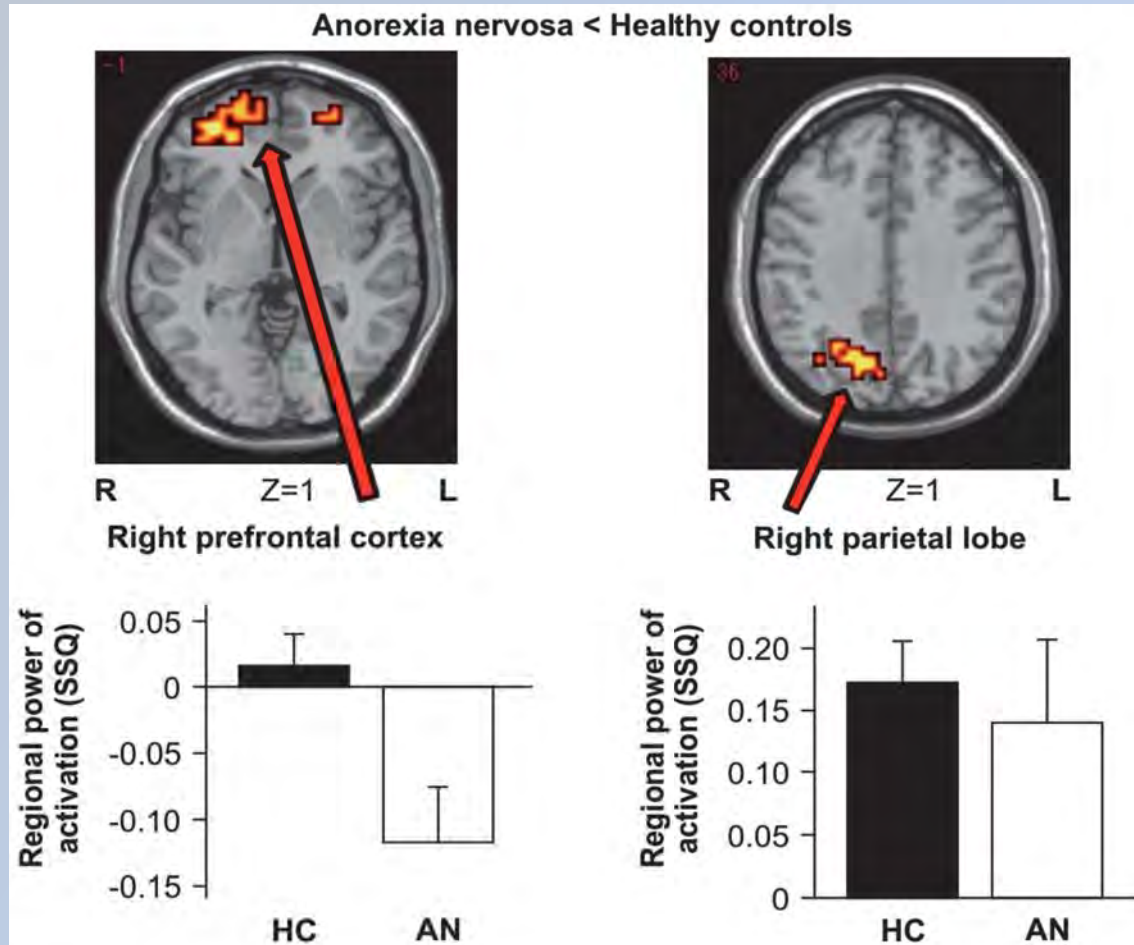 Anorexia nervosa < Healthy controls
-1
36
R Z=1 L
R Z=1 L
Right prefrontal cortex
Right parietal lobe
Regional power of
activation (SSQ)
0.05
0
-0.05
-0.10
-0.15
HC AN
Regional power of
activation (SSQ)
0.20
0.15
0.10
0.05
0
HC AN